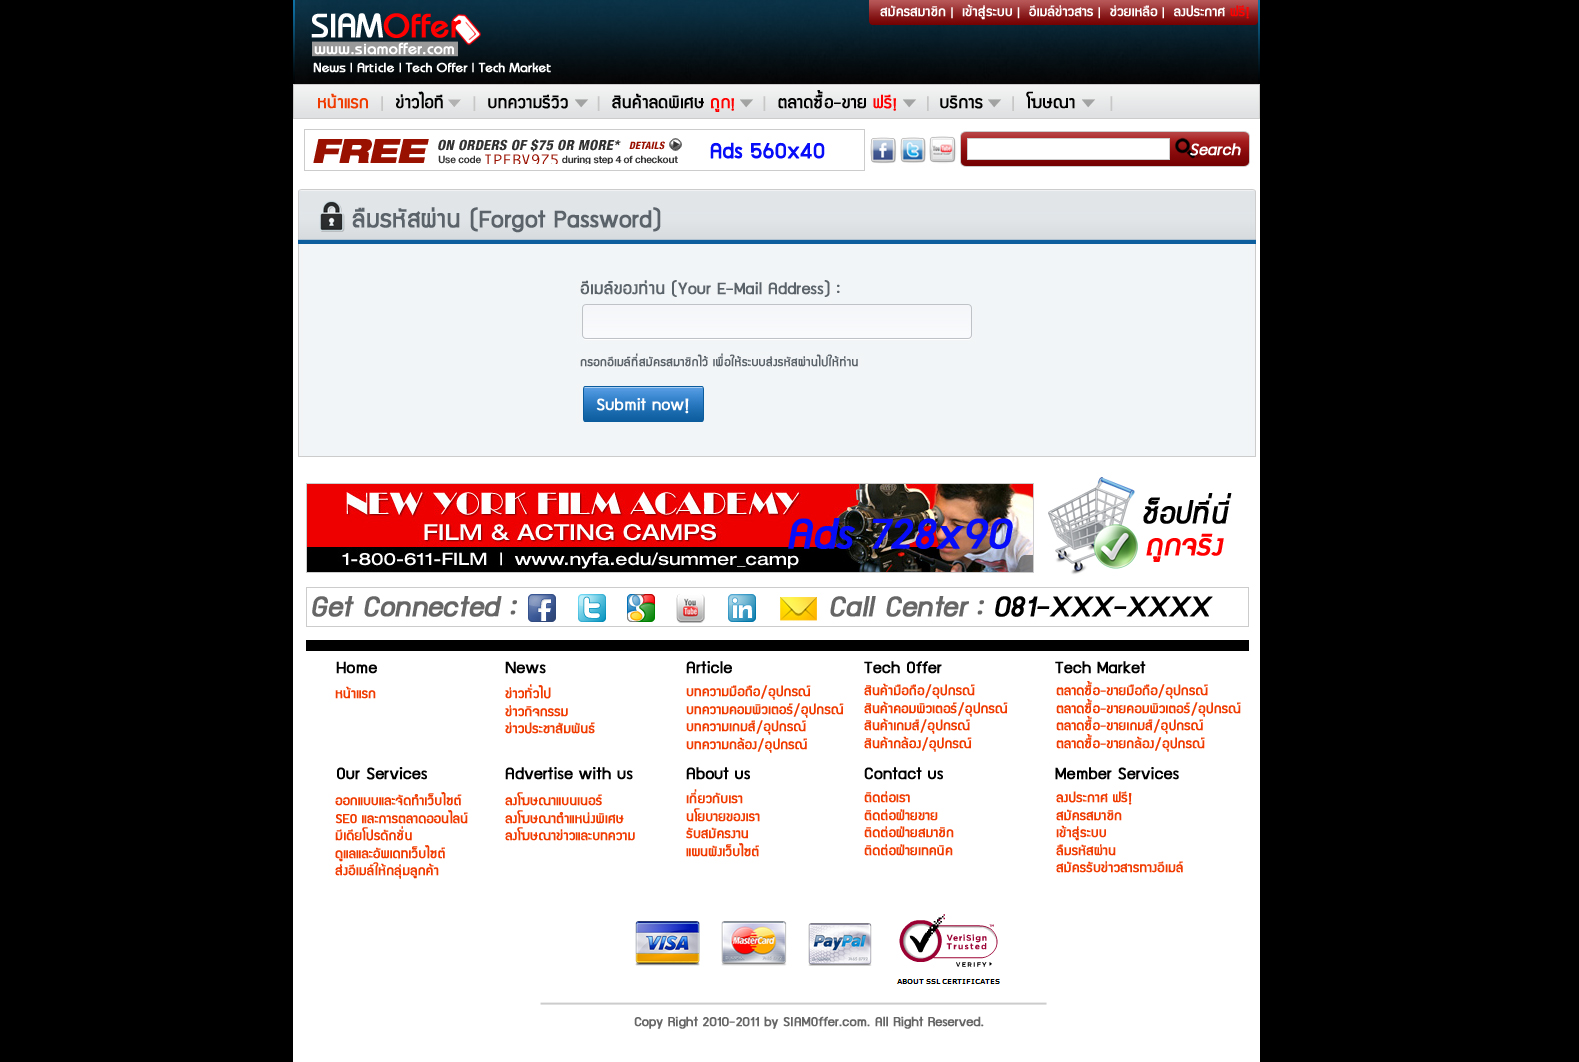 SIAMOffer
www.siamoffer.com
News | Article | Tech Offer | Tech Market
สมัครสมาชิก | เข้าสู่ระบบ | อีเมล์ข่าวสาร | ช่วยเหลือ | ลงประกาศ ฟรี!
หน้าแรก | ข่าวไอที | บทความรีวิว | สินค้าลดพิเศษ ถูก! | ตลาดซื้อ-ขาย ฟรี! | บริการ | โฆษณา |
FREE
ON ORDERS OF $75 OR MORE* DETAILS
Use code TPFBV975 during step 4 of checkout
Ads 560x40
You Tube
Search
ลืมรหัสผ่าน (Forgot Password)
อีเมล์ของท่าน (Your E-Mail Address) :
กรอกอีเมล์ที่สมัครสมาชิกไว้ เพื่อให้ระบบส่งรหัสผ่านไปให้ท่าน
Submit now!
NEW YORK FILM ACADEMY
FILM & ACTING CAMPS
1-800-611-FILM | www.nyfa.edu/summer_camp
Ads 728x90
ช็อปที่นี่
ถูกจริง
Get Connected :
You Tube
in
Call Center : 081-XXX-XXXX
Home
หน้าแรก
News
ข่าวทั่วไป
ข่าวกิจกรรม
ข่าวประชาสัมพันธ์
Article
บทความมือถือ/อุปกรณ์
บทความคอมพิวเตอร์/อุปกรณ์
บทความเกมส์/อุปกรณ์
บทความกล้อง/อุปกรณ์
Tech Offer
สินค้ามือถือ/อุปกรณ์
สินค้าคอมพิวเตอร์/อุปกรณ์
สินค้าเกมส์/อุปกรณ์
สินค้ากล้อง/อุปกรณ์
Tech Market
ตลาดซื้อ-ขายมือถือ/อุปกรณ์
ตลาดซื้อ-ขายคอมพิวเตอร์/อุปกรณ์
ตลาดซื้อ-ขายเกมส์/อุปกรณ์
ตลาดซื้อ-ขายกล้อง/อุปกรณ์
Our Services
ออกแบบและจัดทำเว็บไซต์
SEO และการตลาดออนไลน์
มีเดียโปรดักชั่น
ดูแลและอัพเดทเว็บไซต์
ส่งอีเมล์ให้กลุ่มลูกค้า
Advertise with us
ลงโฆษณาแบนเนอร์
ลงโฆษณาตำแหน่งพิเศษ
ลงโฆษณาข่าวและบทความ
About us
เกี่ยวกับเรา
นโยบายของเรา
รับสมัครงาน
แผนผังเว็บไซต์
Contact us
ติดต่อเรา
ติดต่อฝ่ายขาย
ติดต่อฝ่ายสมาชิก
ติดต่อฝ่ายเทคนิค
Member Services
ลงประกาศ ฟรี!
สมัครสมาชิก
เข้าสู่ระบบ
ลืมรหัสผ่าน
สมัครรับข่าวสารทางอีเมล์
VISA
MasterCard
PayPal
VeriSign
Trusted
VERIFY
ABOUT SSL CERTIFICATES
Copy Right 2010-2011 by SIAMOffer.com. All Right Reserved.